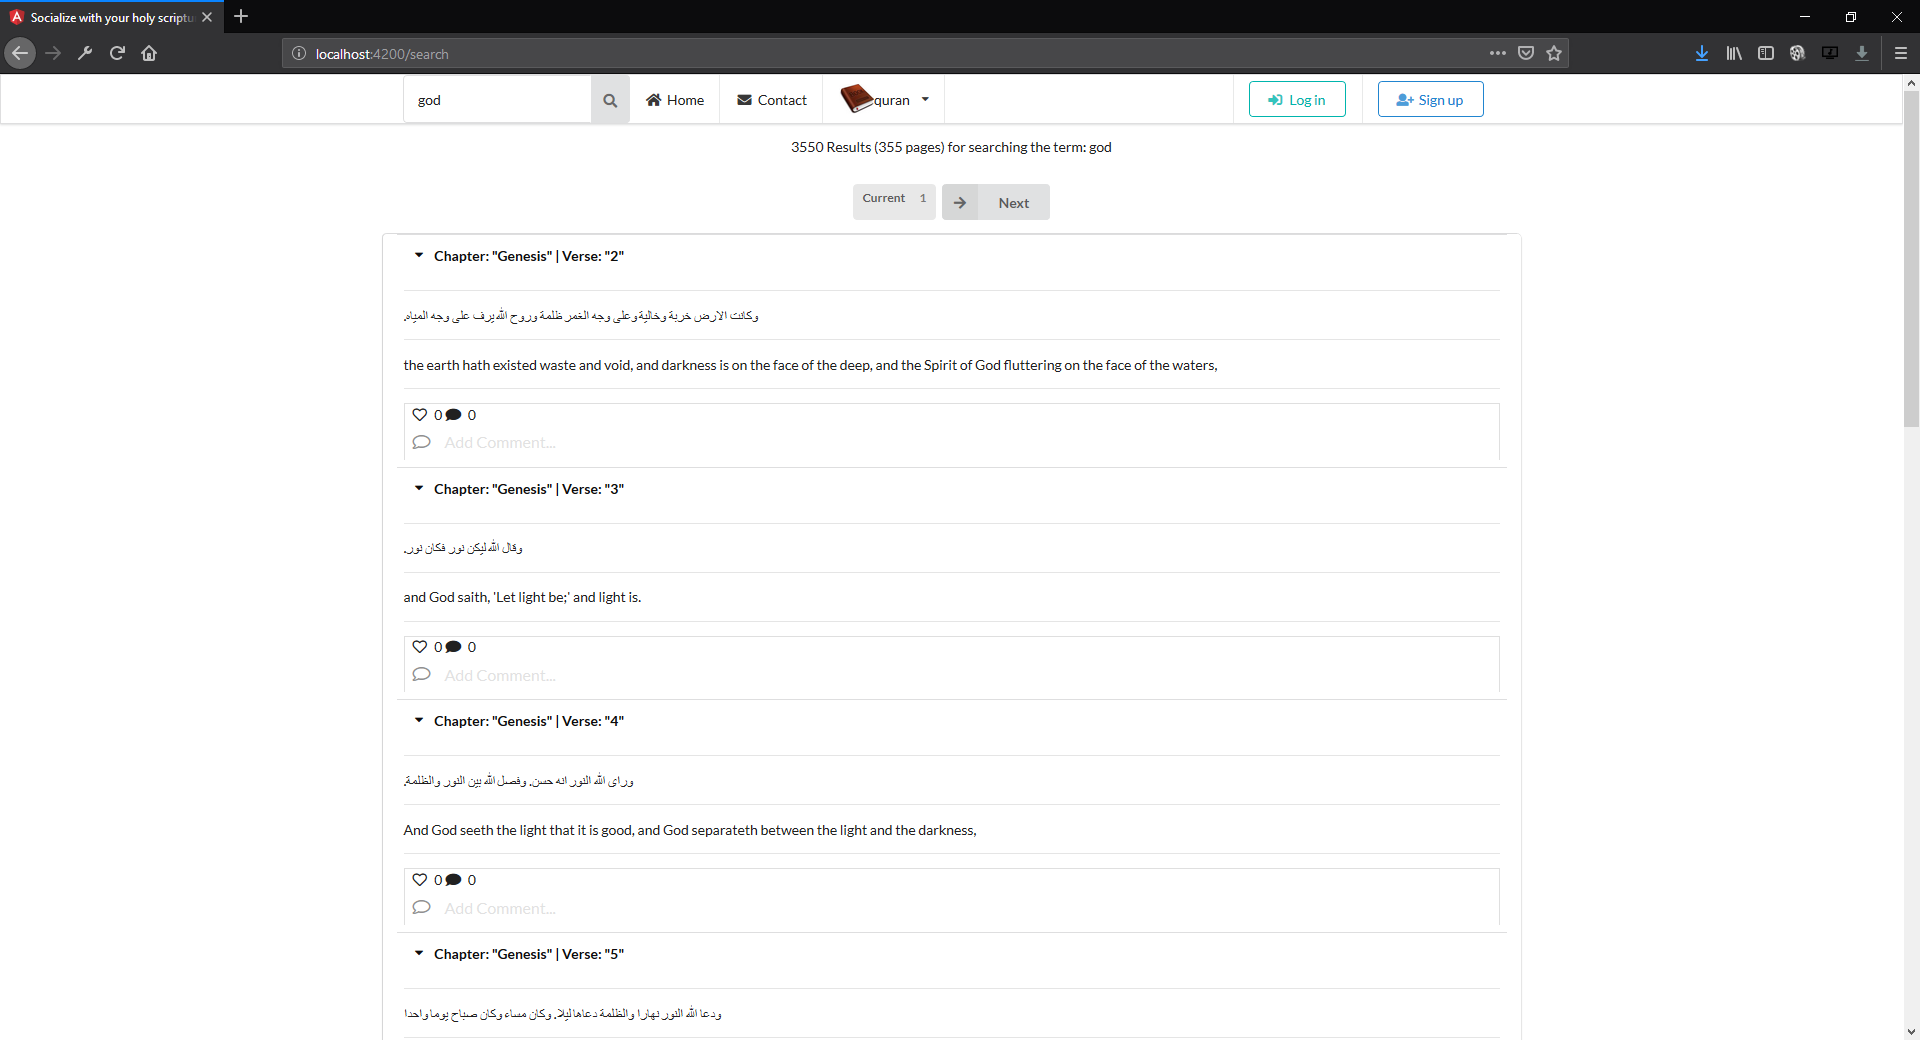 Socialize with your holy scriptu
localhost:4200/search
god
Home
Contact
quran
Log in
Sign up
3550 Results (355 pages) for searching the term: god
Current 1
Next
Chapter: "Genesis" | Verse: "2"
وكانت الارض خربة وخالية وعلى وجه الغمر ظلمة وروح الله يرف على وجه المياه.
the earth hath existed waste and void, and darkness is on the face of the deep, and the Spirit of God fluttering on the face of the waters,
0 0
Add Comment...
Chapter: "Genesis" | Verse: "3"
وقال الله ليكن نور فكان نور.
and God saith, 'Let light be;' and light is.
0 0
Add Comment...
Chapter: "Genesis" | Verse: "4"
وراى الله النور انه حسن. وفصل الله بين النور والظلمة.
And God seeth the light that it is good, and God separateth between the light and the darkness,
0 0
Add Comment...
Chapter: "Genesis" | Verse: "5"
ودعا الله النور نهارا والظلمة دعاها ليلا. وكان مساء وكان صباح يوما واحدا